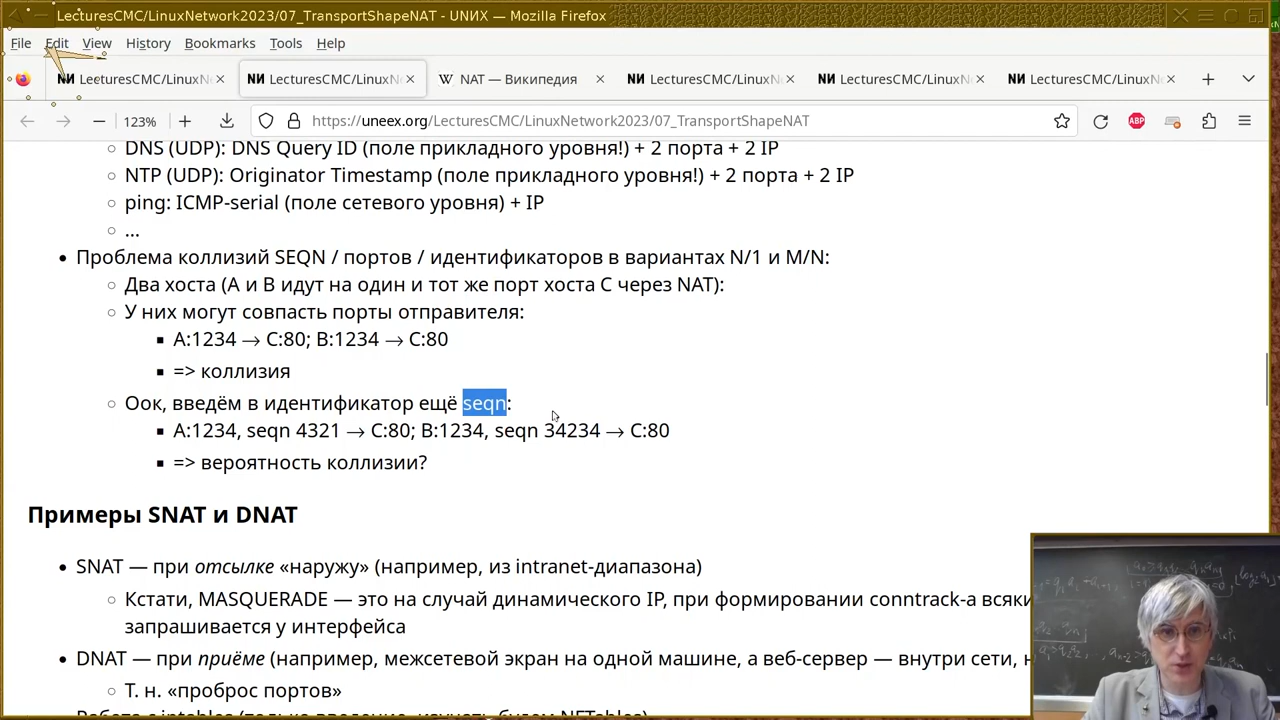 LecturesCMC/LinuxNetwork2023/07_TransportShapeNAT - UNИX — Mozilla Firefox
File Edit View History Bookmarks Tools Help
LecturesCMC/LinuxN LecturesCMC/LinuxN NAT — Википедия LecturesCMC/LinuxN LecturesCMC/LinuxN LecturesCMC/LinuxN
123% https://uneex.org/LecturesCMC/LinuxNetwork2023/07_TransportShapeNAT ABP
DNS (UDP): DNS Query ID (поле прикладного уровня!) + 2 порта + 2 IP
NTP (UDP): Originator Timestamp (поле прикладного уровня!) + 2 порта + 2 IP
ping: ICMP-serial (поле сетевого уровня) + IP
...
Проблема коллизий SEQN / портов / идентификаторов в вариантах N/1 и M/N:
Два хоста (A и B идут на один и тот же порт хоста C через NAT):
У них могут совпасть порты отправителя:
A:1234 → C:80; B:1234 → C:80
=> коллизия
Оок, введём в идентификатор ещё seqn:
A:1234, seqn 4321 → C:80; B:1234, seqn 34234 → C:80
=> вероятность коллизии?
Примеры SNAT и DNAT
SNAT — при отсылке «наружу» (например, из intranet-диапазона)
Кстати, MASQUERADE — это на случай динамического IP, при формировании conntrack-а всяки
запрашивается у интерфейса
DNAT — при приёме (например, межсетевой экран на одной машине, а веб-сервер — внутри сети,
Т. н. «проброс портов»